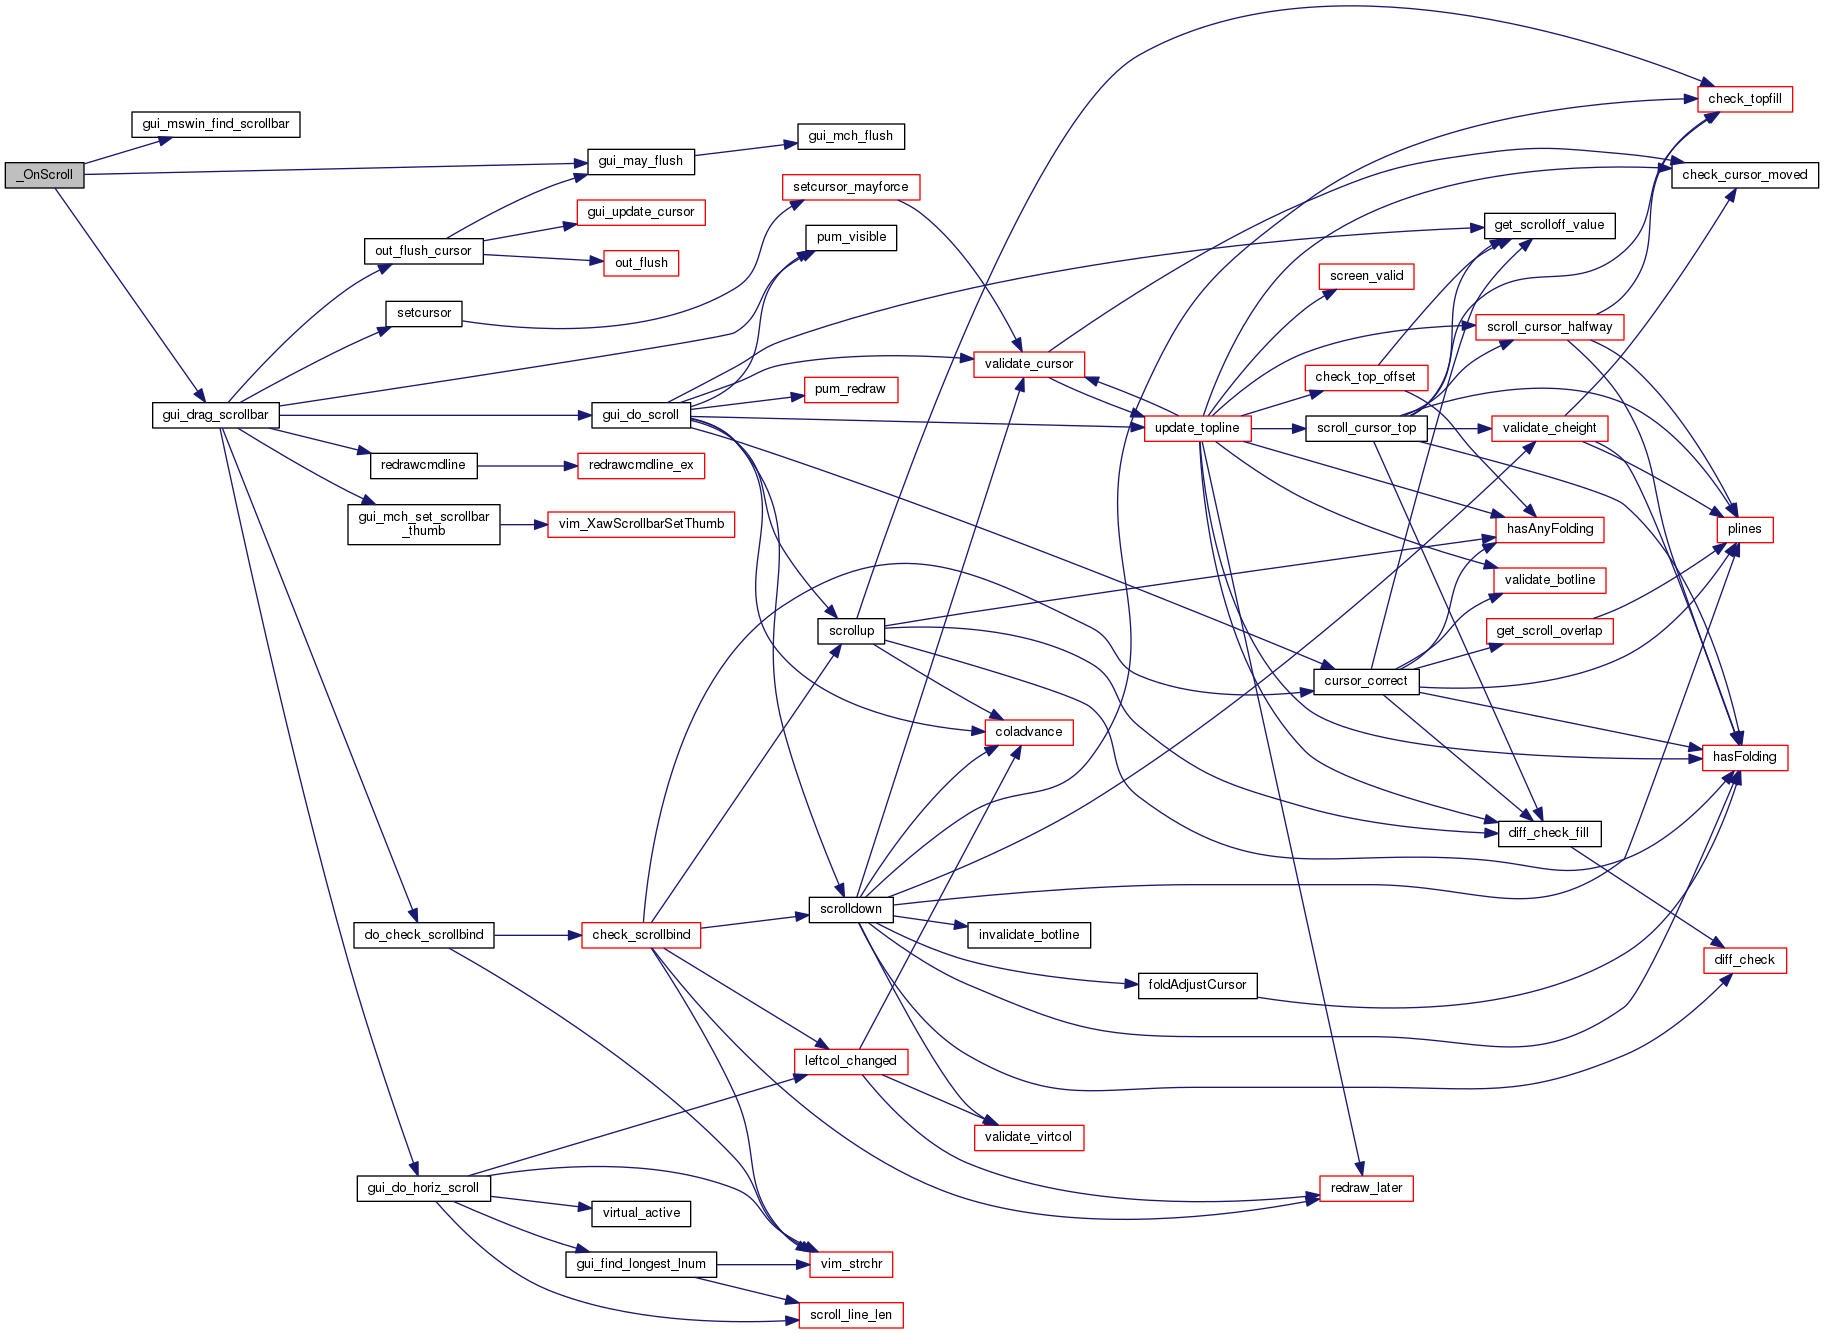 _OnScroll
gui_mswin_find_scrollbar
gui_may_flush
gui_mch_flush
gui_update_cursor
out_flush_cursor
out_flush
setcursor
setcursor_mayforce
pum_visible
gui_drag_scrollbar
gui_do_scroll
pum_redraw
redrawcmdline
redrawcmdline_ex
gui_mch_set_scrollbar
_thumb
vim_XawScrollbarSetThumb
validate_cursor
update_topline
check_topfill
check_cursor_moved
get_scrolloff_value
screen_valid
scroll_cursor_halfway
check_top_offset
scroll_cursor_top
validate_cheight
hasAnyFolding
plines
validate_botline
get_scroll_overlap
cursor_correct
hasFolding
diff_check_fill
diff_check
scrollup
coladvance
scrolldown
invalidate_botline
foldAdjustCursor
do_check_scrollbind
check_scrollbind
leftcol_changed
validate_virtcol
redraw_later
gui_do_horiz_scroll
virtual_active
gui_find_longest_lnum
vim_strchr
scroll_line_len